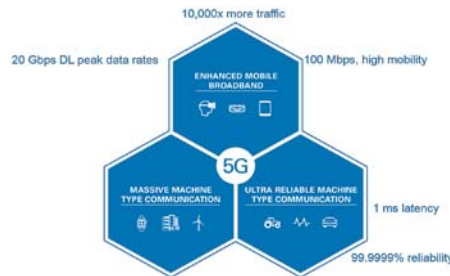 10,000x more traffic
20 Gbps DL peak data rates
100 Mbps, high mobility
ENHANCED MOBILE
BROADBAND
5G
MASSIVE MACHINE
TYPE COMMUNICATION
ULTRA RELIABLE MACHINE
TYPE COMMUNICATION
1 ms latency
99.9999% reliability